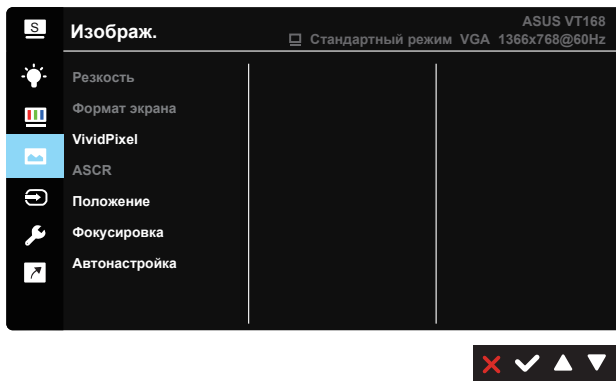 S
Изображ.
ASUS VT168
Стандартный режим VGA 1366x768@60Hz
Резкость
Формат экрана
VividPixel
ASCR
Положение
Фокусировка
Автонастройка